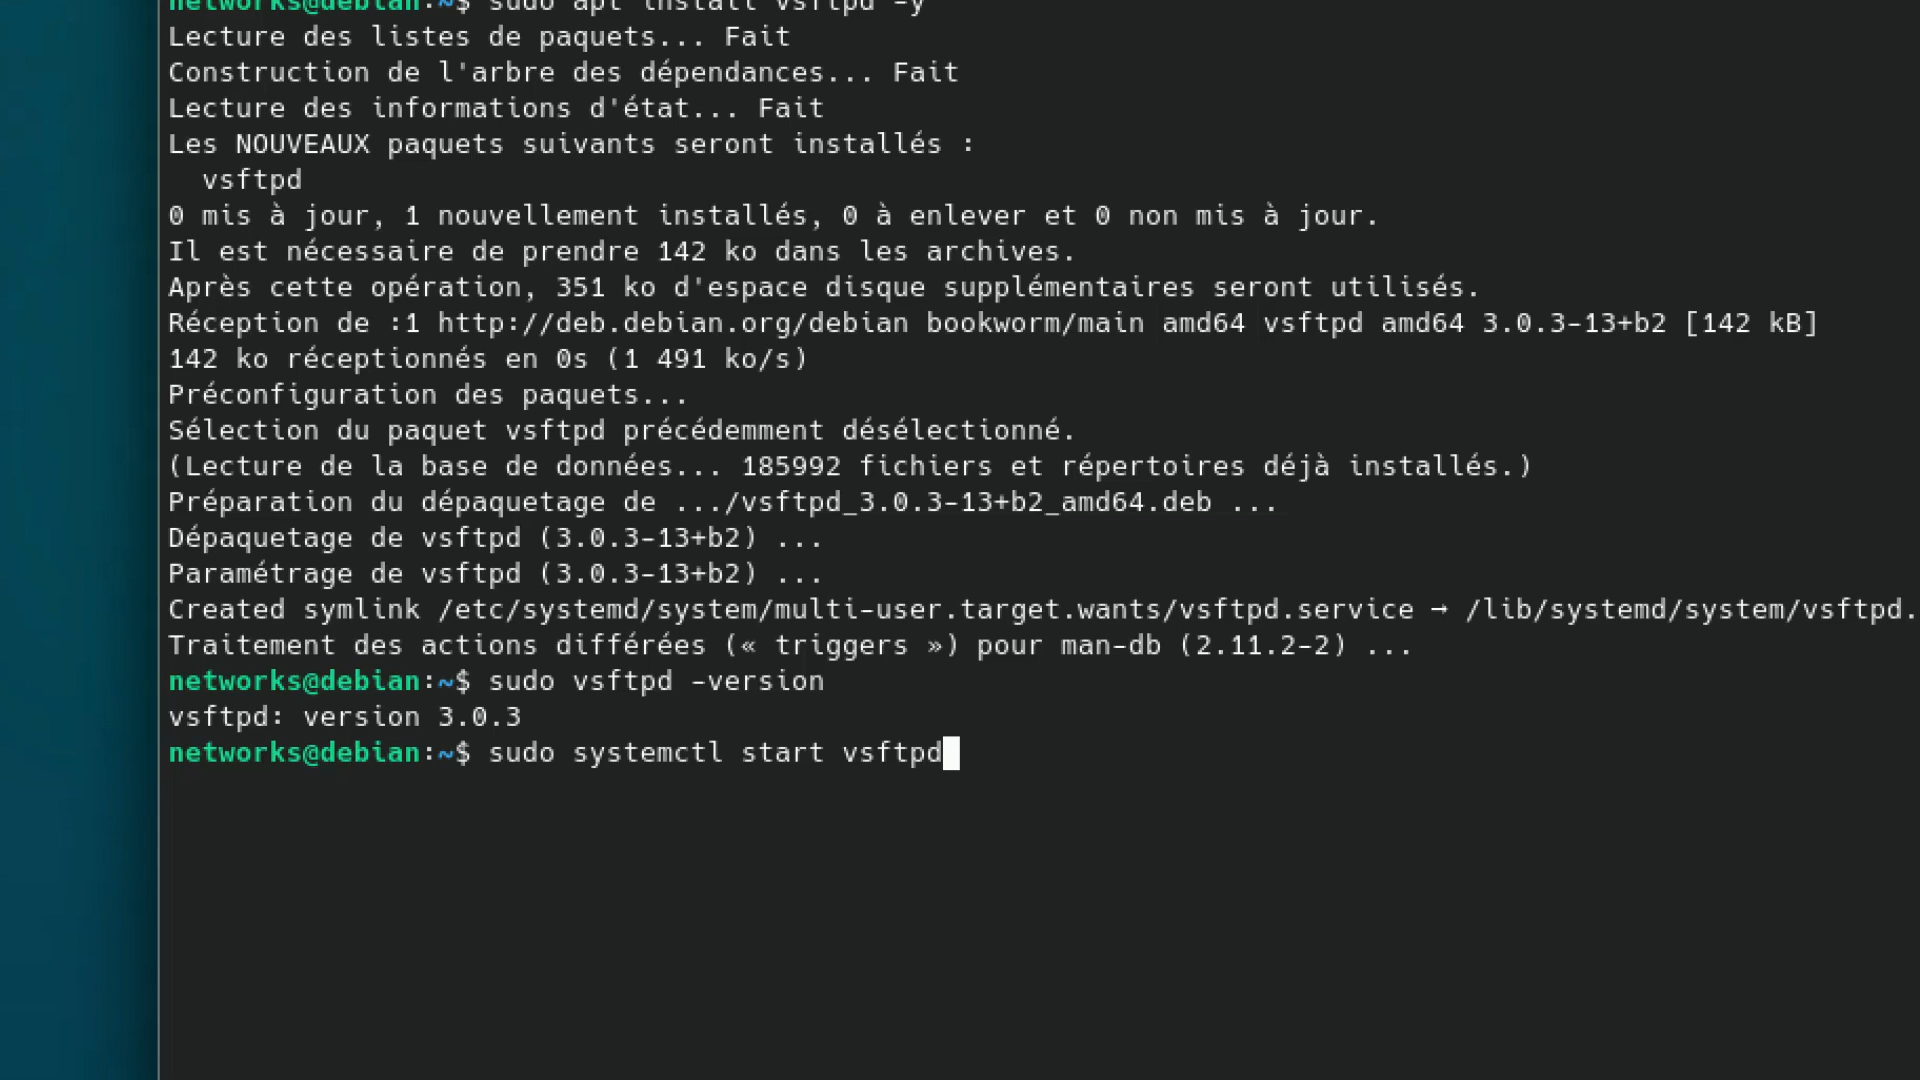 networks@debian:~$ sudo apt install vsftpd -y
Lecture des listes de paquets... Fait
Construction de l'arbre des dépendances... Fait
Lecture des informations d'état... Fait
Les NOUVEAUX paquets suivants seront installés :
  vsftpd
0 mis à jour, 1 nouvellement installés, 0 à enlever et 0 non mis à jour.
Il est nécessaire de prendre 142 ko dans les archives.
Après cette opération, 351 ko d'espace disque supplémentaires seront utilisés.
Réception de :1 http://deb.debian.org/debian bookworm/main amd64 vsftpd amd64 3.0.3-13+b2 [142 kB]
142 ko réceptionnés en 0s (1 491 ko/s)
Préconfiguration des paquets...
Sélection du paquet vsftpd précédemment désélectionné.
(Lecture de la base de données... 185992 fichiers et répertoires déjà installés.)
Préparation du dépaquetage de .../vsftpd_3.0.3-13+b2_amd64.deb ...
Dépaquetage de vsftpd (3.0.3-13+b2) ...
Paramétrage de vsftpd (3.0.3-13+b2) ...
Created symlink /etc/systemd/system/multi-user.target.wants/vsftpd.service → /lib/systemd/system/vsftpd.
Traitement des actions différées (« triggers ») pour man-db (2.11.2-2) ...
networks@debian:~$ sudo vsftpd -version
vsftpd: version 3.0.3
networks@debian:~$ sudo systemctl start vsftpd